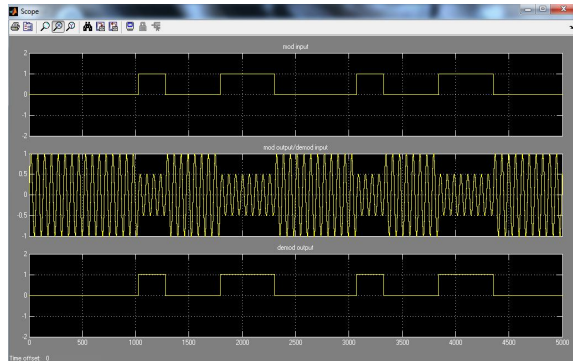 Scope
mod input
2
1
0
-1
-2
mod output/demod input
1
0.5
0
-0.5
-1
demod output
2
1
0
-1
-2
0 500 1000 1500 2000 2500 3000 3500 4000 4500 5000
Time offset: 0